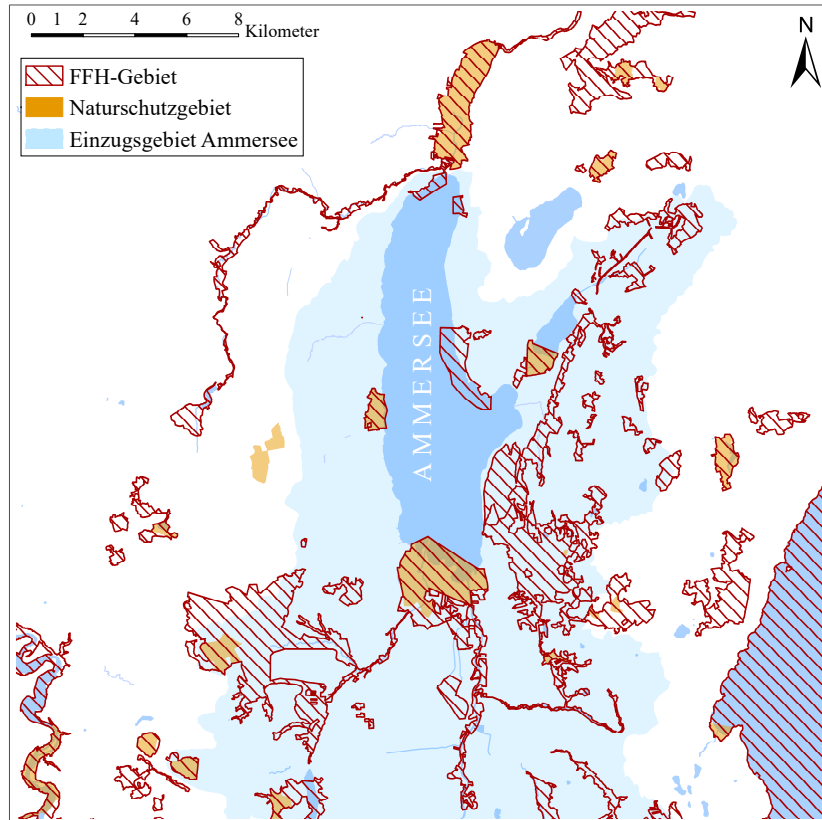 0 1 2 4 6 8
Kilometer
N
FFH-Gebiet
Naturschutzgebiet
Einzugsgebiet Ammersee
AMMERSEE